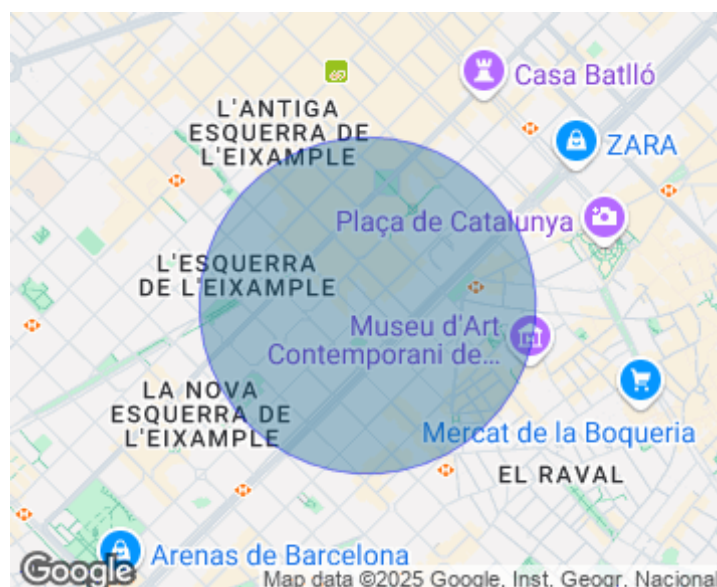 Casa Batlló
L'ANTIGA
ESQUERRA DE
L'EIXAMPLE
ZARA
Plaça de Catalunya
L'ESQUERRA
DE L'EIXAMPLE
Museu d'Art
Contemporani de...
LA NOVA
ESQUERRA DE
L'EIXAMPLE
Mercat de la Boqueria
EL RAVAL
Arenas de Barcelona
Google
Map data ©2025 Google, Inst. Geogr. Nacional